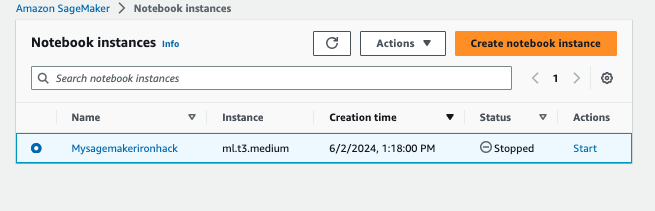 Amazon SageMaker > Notebook instances
Notebook instances Info
Actions
Create notebook instance
Search notebook instances
1
Name Instance Creation time Status Actions
Mysagemakerironhack ml.t3.medium 6/2/2024, 1:18:00 PM Stopped Start